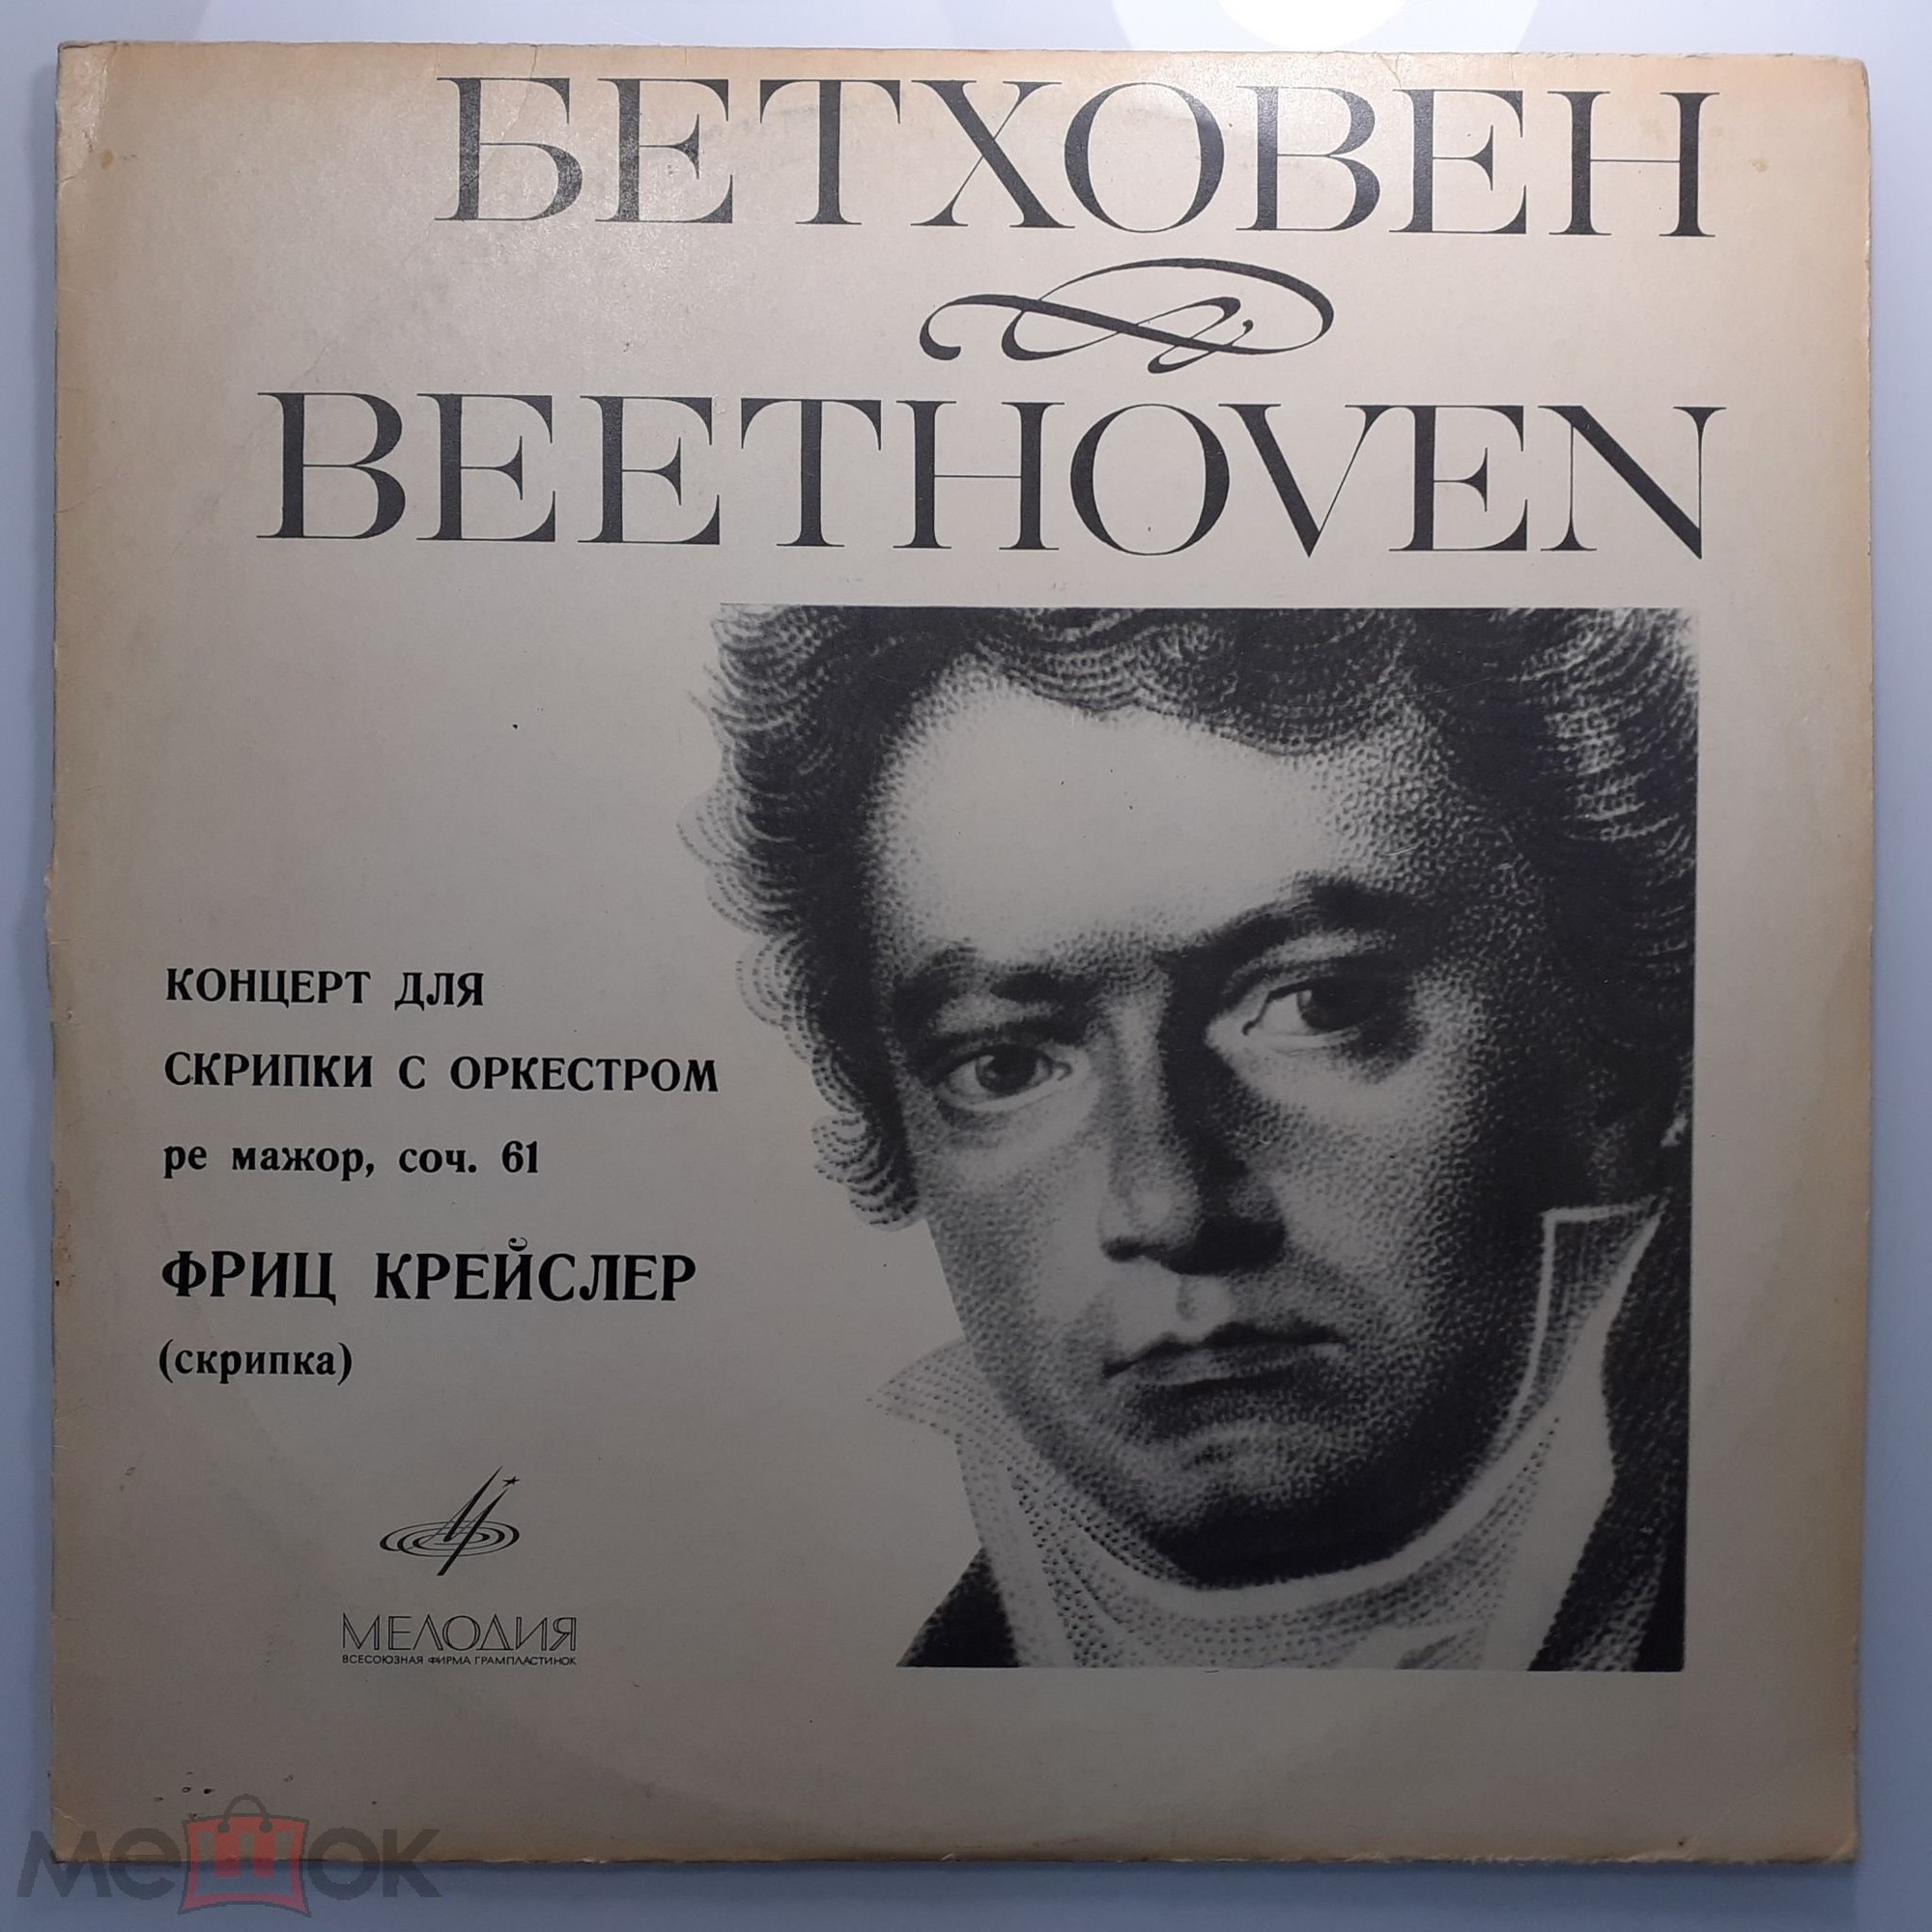 БЕТХОВЕН
BEETHOVEN
КОНЦЕРТ ДЛЯ
СКРИПКИ С ОРКЕСТРОМ
ре мажор, соч. 61
ФРИЦ КРЕЙСЛЕР
(скрипка)
МЕЛОДИЯ
ВСЕСОЮЗНАЯ ФИРМА ГРАМПЛАСТИНОК
мешок